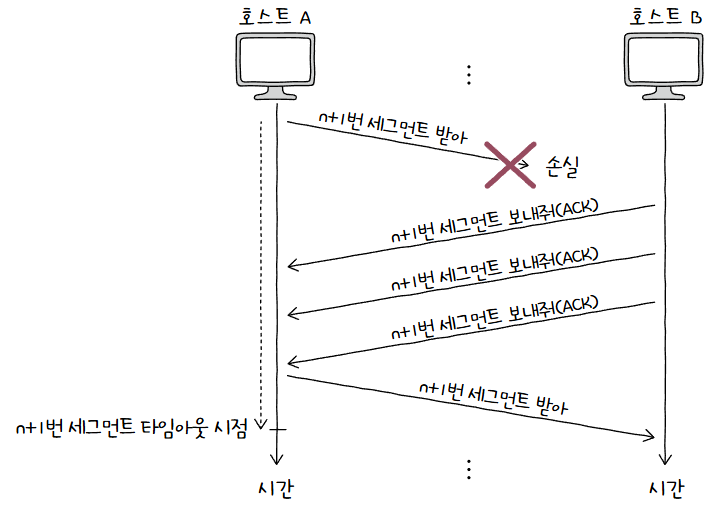 호스트 A
호스트 B
n+1번 세그먼트 받아
손실
n+1번 세그먼트 보내줘(ACK)
n+1번 세그먼트 보내줘(ACK)
n+1번 세그먼트 보내줘(ACK)
n+1번 세그먼트 받아
n+1번 세그먼트 타임아웃 시점
시간
시간